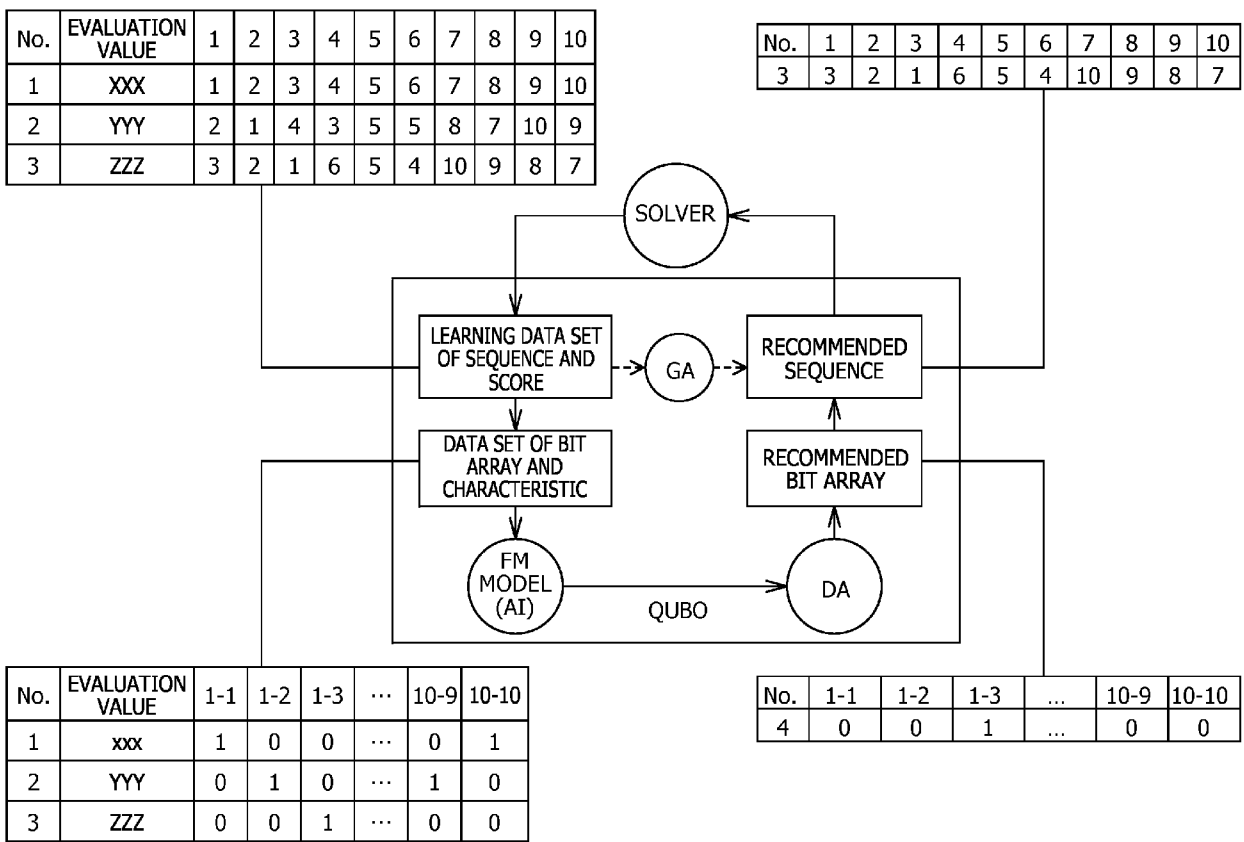 No. EVALUATION VALUE 1 2 3 4 5 6 7 8 9 10
1 XXX 1 2 3 4 5 6 7 8 9 10
2 YYY 2 1 4 3 5 5 8 7 10 9
3 ZZZ 3 2 1 6 5 4 10 9 8 7
No. 1 2 3 4 5 6 7 8 9 10
3 3 2 1 6 5 4 10 9 8 7
SOLVER
LEARNING DATA SET
OF SEQUENCE AND
SCORE
GA
RECOMMENDED
SEQUENCE
DATA SET OF BIT
ARRAY AND
CHARACTERISTIC
RECOMMENDED
BIT ARRAY
FM
MODEL
(AI)
QUBO
DA
No. EVALUATION VALUE 1-1 1-2 1-3 ... 10-9 10-10
1 xxx 1 0 0 ... 0 1
2 YYY 0 1 0 ... 1 0
3 ZZZ 0 0 1 ... 0 0
No. 1-1 1-2 1-3 ... 10-9 10-10
4 0 0 1 ... 0 0